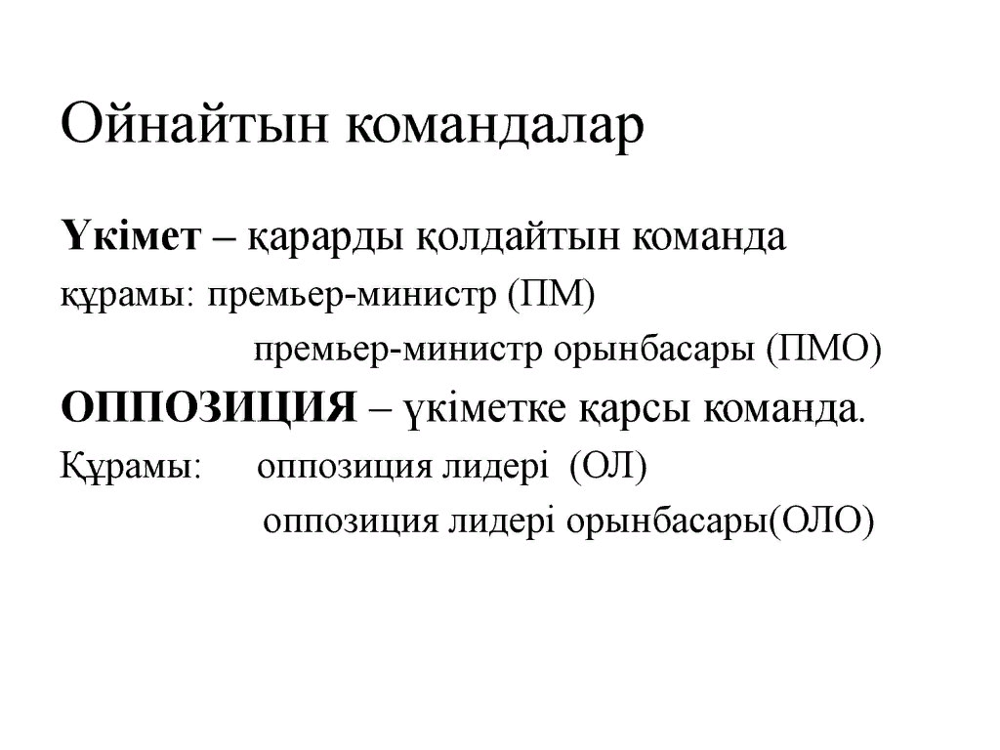 Ойнайтын командалар
Үкімет – қарарды қолдайтын команда
құрамы: премьер-министр (ПМ)
премьер-министр орынбасары (ПМО)
ОППОЗИЦИЯ – үкіметке қарсы команда.
Құрамы: оппозиция лидері (ОЛ)
оппозиция лидері орынбасары(ОЛО)